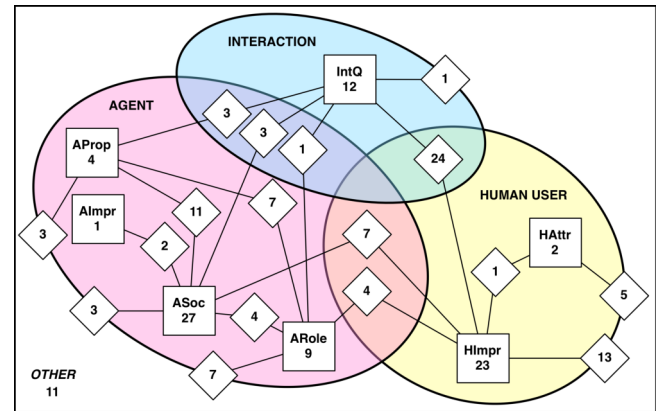 INTERACTION
IntQ
12
1
AGENT
3
3
1
AProp
4
24
HUMAN USER
AImpr
1
11
7
HAttr
2
3
2
7
1
4
5
3
ASoc
27
4
ARole
9
HImpr
23
13
7
OTHER
11